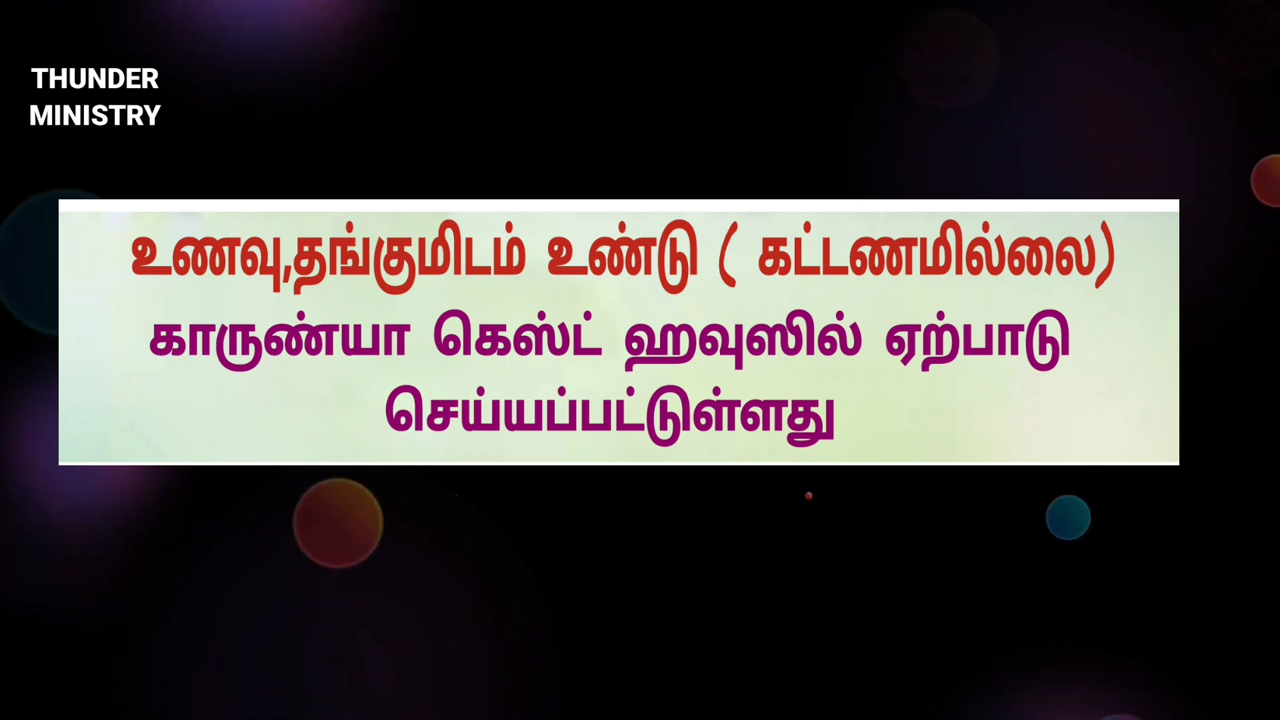 THUNDER
MINISTRY
உணவு,தங்குமிடம் உண்டு ( கட்டணமில்லை)
காருண்யா கெஸ்ட் ஹவுஸில் ஏற்பாடு
செய்யப்பட்டுள்ளது